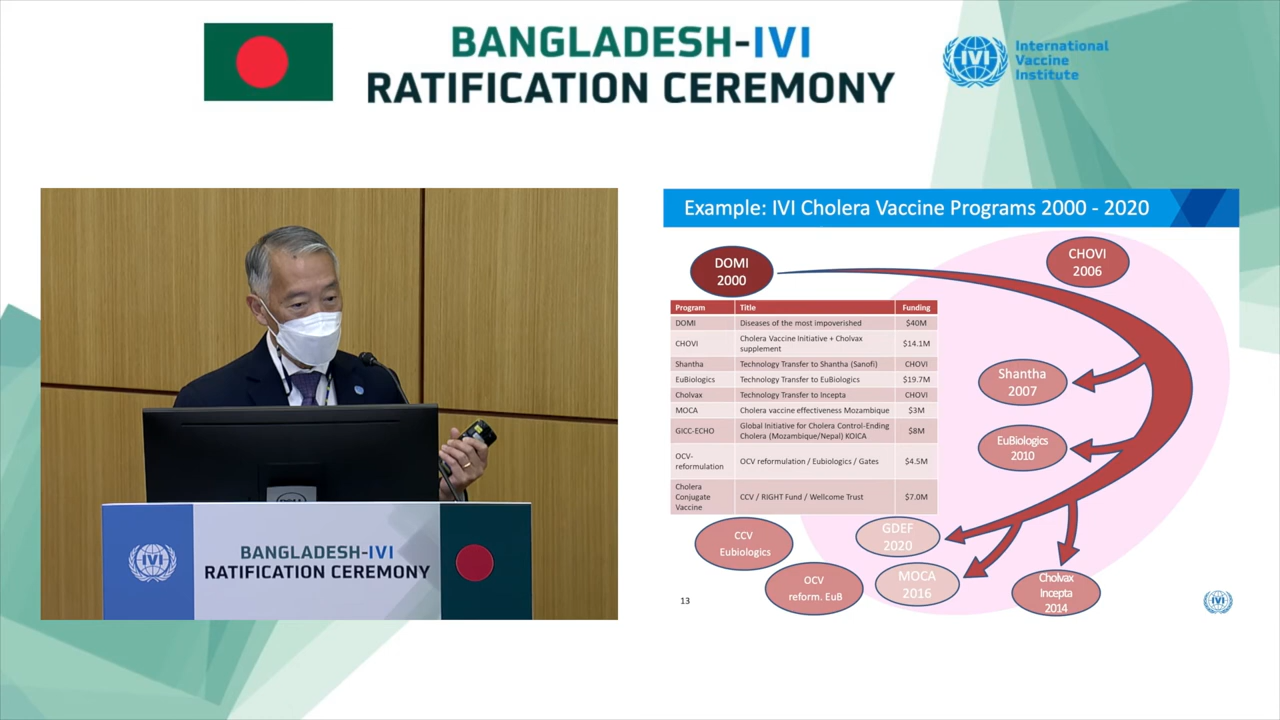 BANGLADESH-IVI
RATIFICATION CEREMONY
IVI
International
Vaccine
Institute
IVI
BANGLADESH-IVI
RATIFICATION CEREMONY
Example: IVI Cholera Vaccine Programs 2000 - 2020
DOMI
2000
CHOVI
2006
Program Title Funding
DOMI Diseases of the most impoverished $40M
CHOVI Cholera Vaccine Initiative + Cholvax
supplement $14.1M
Shantha Technology Transfer to Shantha (Sanofi) CHOVI
EuBiologics Technology Transfer to EuBiologics $19.7M
Cholvax Technology Transfer to Incepta CHOVI
MOCA Cholera vaccine effectiveness Mozambique $3M
GICC-ECHO Global Initiative for Cholera Control-Ending
Cholera (Mozambique/Nepal) KOICA $8M
OCV-
reformulation OCV reformulation / Eubiologics / Gates $4.5M
Cholera
Conjugate
Vaccine CCV / RIGHT Fund / Wellcome Trust $7.0M
Shantha
2007
EuBiologics
2010
GDEF
2020
CCV
Eubiologics
MOCA
2016
OCV
reform. EuB
Cholvax
Incepta
2014
13
IVI